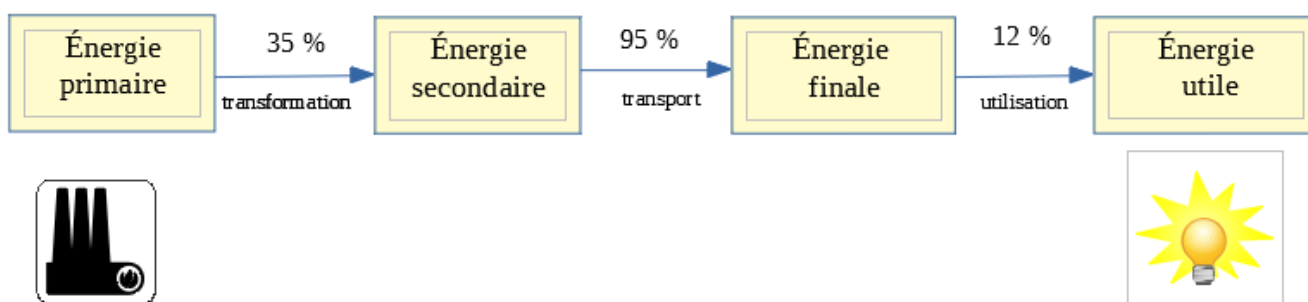 Énergie
primaire
35 %
transformation
Énergie
secondaire
95 %
transport
Énergie
finale
12 %
utilisation
Énergie
utile